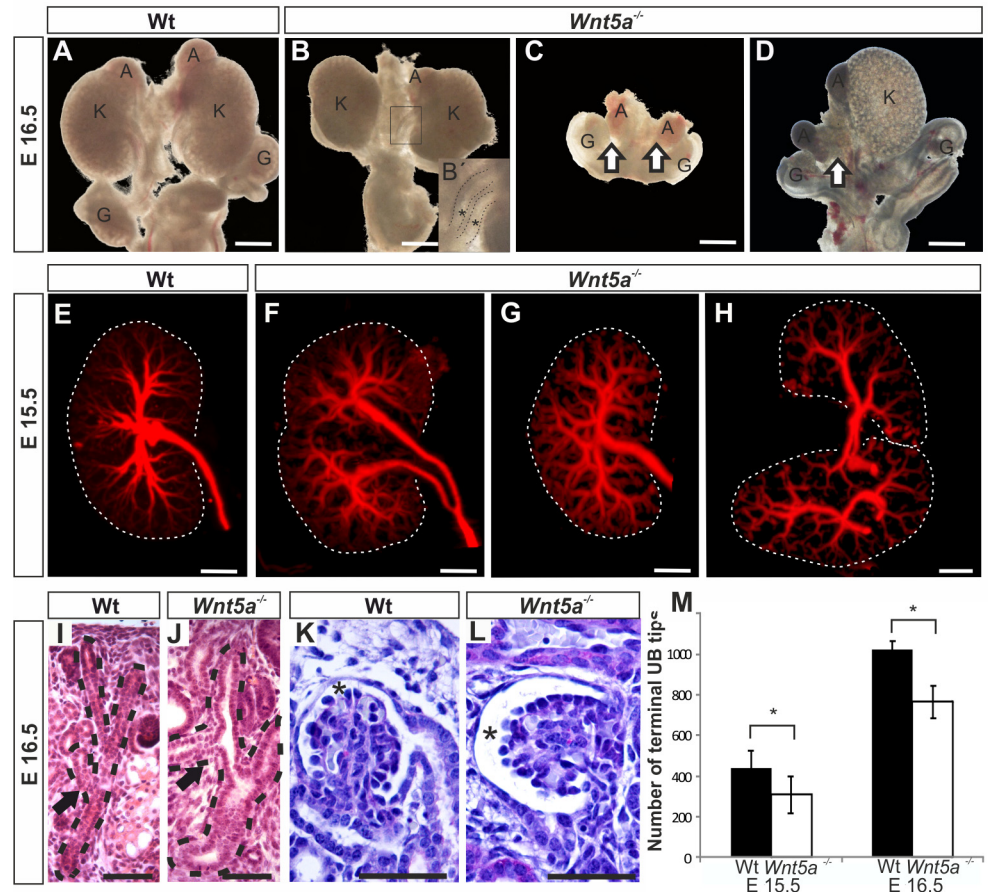 Wt
Wnt5a-/-
E 16.5
A
A
A
K
K
G
G
B
A
K
K
B´
*
*
C
A
A
G
G
D
A
K
A
G
G
Wt
Wnt5a-/-
E 15.5
E
F
G
H
Wt
Wnt5a-/-
Wt
Wnt5a-/-
E 16.5
I
J
K
*
L
*
M
Number of terminal UB tips
1000
800
600
400
200
0
*
*
Wt Wnt5a -/-
E 15.5
Wt Wnt5a -/-
E 16.5